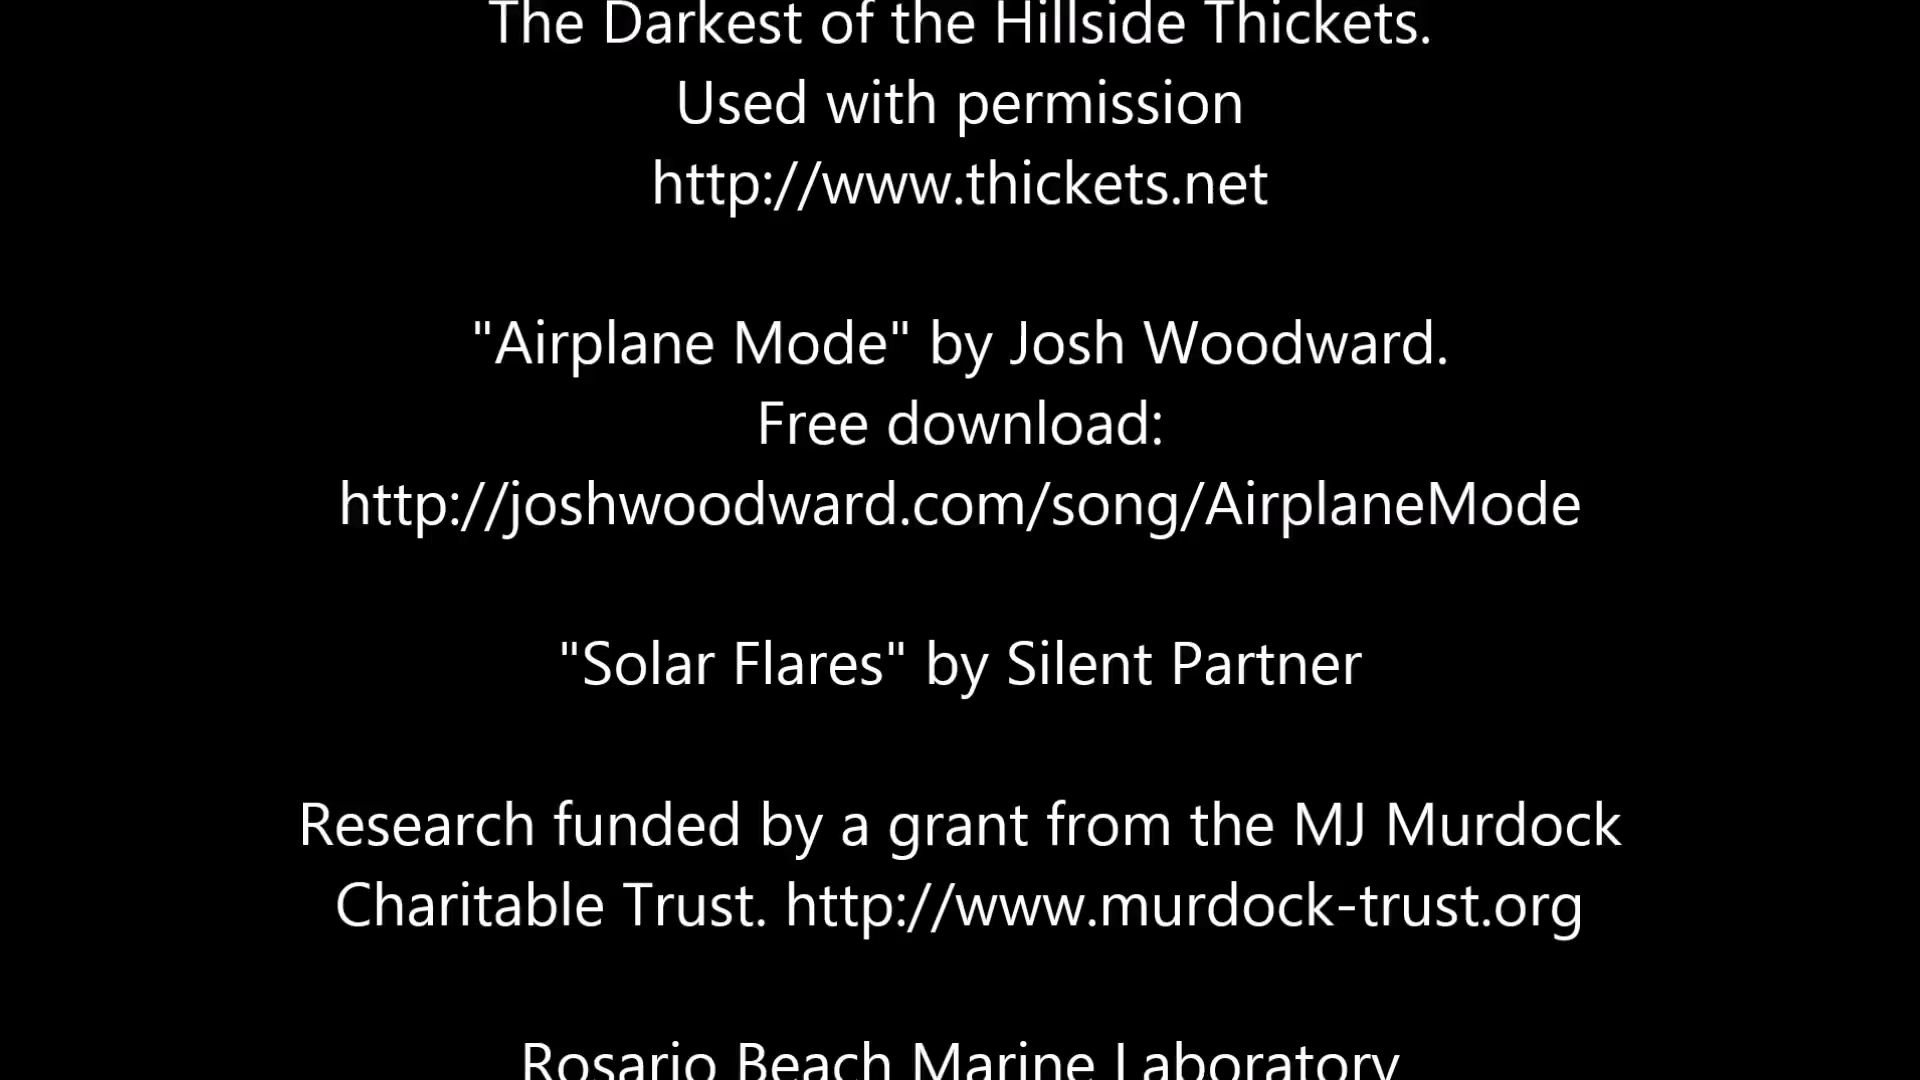 The Darkest of the Hillside Thickets.
Used with permission
http://www.thickets.net
"Airplane Mode" by Josh Woodward.
Free download:
http://joshwoodward.com/song/AirplaneMode
"Solar Flares" by Silent Partner
Research funded by a grant from the MJ Murdock
Charitable Trust. http://www.murdock-trust.org
Rosario Beach Marine Laboratory